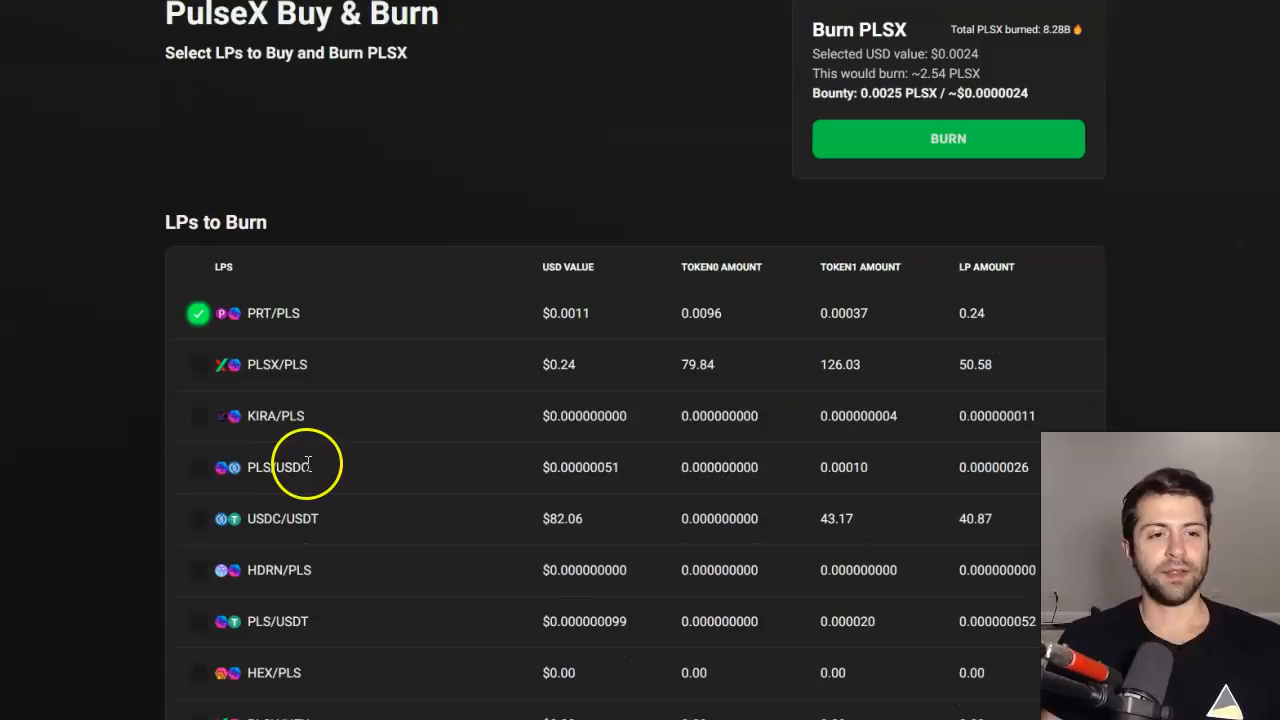 PulseX Buy & Burn
Select LPs to Buy and Burn PLSX
Burn PLSX
Total PLSX burned: 8.28B
Selected USD value: $0.0024
This would burn: ~2.54 PLSX
Bounty: 0.0025 PLSX / ~$0.0000024
BURN
LPs to Burn
LPS USD VALUE TOKEN0 AMOUNT TOKEN1 AMOUNT LP AMOUNT
PRT/PLS $0.0011 0.0096 0.00037 0.24
PLSX/PLS $0.24 79.84 126.03 50.58
KIRA/PLS $0.000000000 0.000000000 0.000000004 0.000000011
PLS/USDC $0.00000051 0.000000000 0.00010 0.00000026
USDC/USDT $82.06 0.000000000 43.17 40.87
HDRN/PLS $0.000000000 0.000000000 0.000000000 0.000000000
PLS/USDT $0.000000099 0.000000000 0.000020 0.000000052
HEX/PLS $0.00 0.00 0.00 0.00